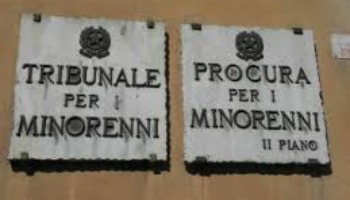 TRIBUNALE
PER I
MINORENNI
PROCURA
PER I
MINORENNI
II PIANO